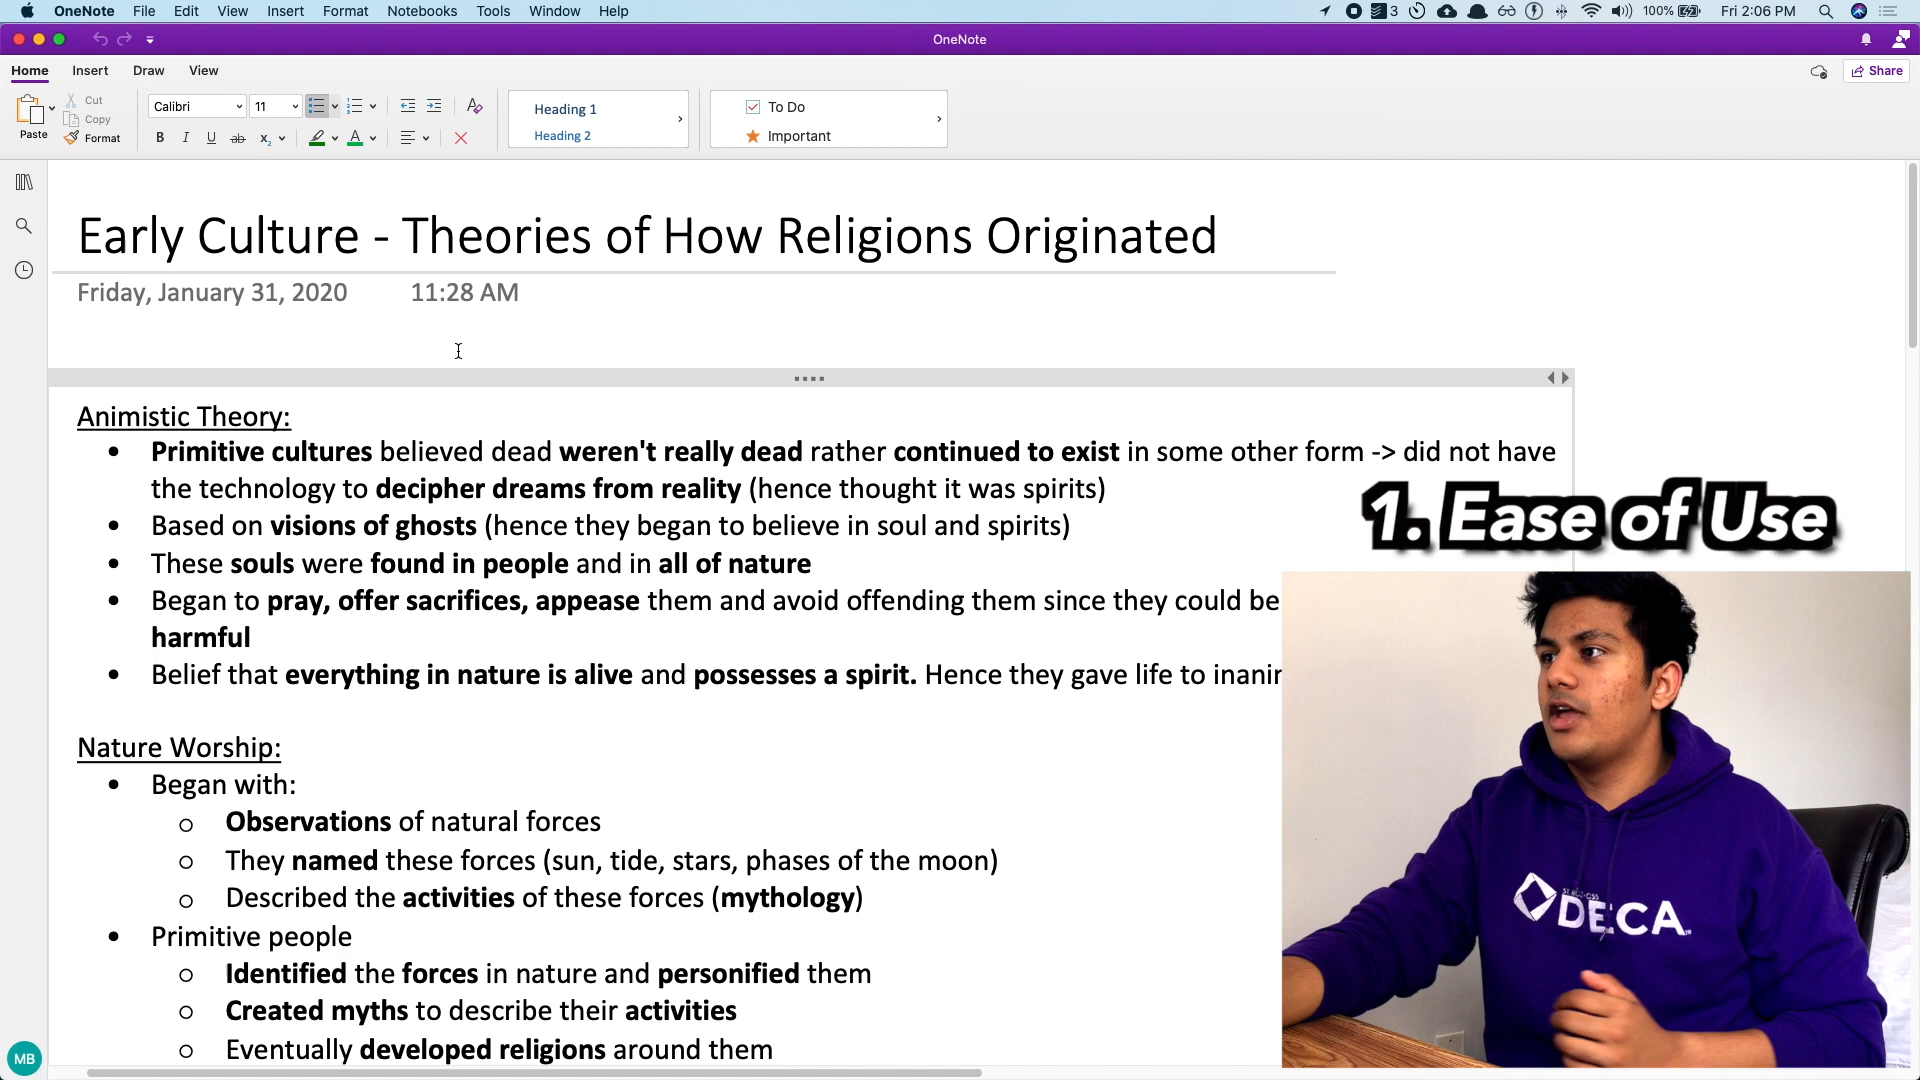 OneNote File Edit View Insert Format Notebooks Tools Window Help 3 100% Fri 2:06 PM
OneNote
Home Insert Draw View Share
Paste Cut Copy Format
Calibri 11
B I U ab x₂ A
Heading 1
Heading 2
To Do
Important
Early Culture - Theories of How Religions Originated
Friday, January 31, 2020 11:28 AM
Animistic Theory:
• Primitive cultures believed dead weren't really dead rather continued to exist in some other form -> did not have
the technology to decipher dreams from reality (hence thought it was spirits)
• Based on visions of ghosts (hence they began to believe in soul and spirits)
• These souls were found in people and in all of nature
• Began to pray, offer sacrifices, appease them and avoid offending them since they could be
harmful
• Belief that everything in nature is alive and possesses a spirit. Hence they gave life to
1. Ease of Use
Nature Worship:
• Began with:
o Observations of natural forces
o They named these forces (sun, tide, stars, phases of the moon)
o Described the activities of these forces (mythology)
• Primitive people
o Identified the forces in nature and personified them
o Created myths to describe their activities
o Eventually developed religions around them
DECA
MB